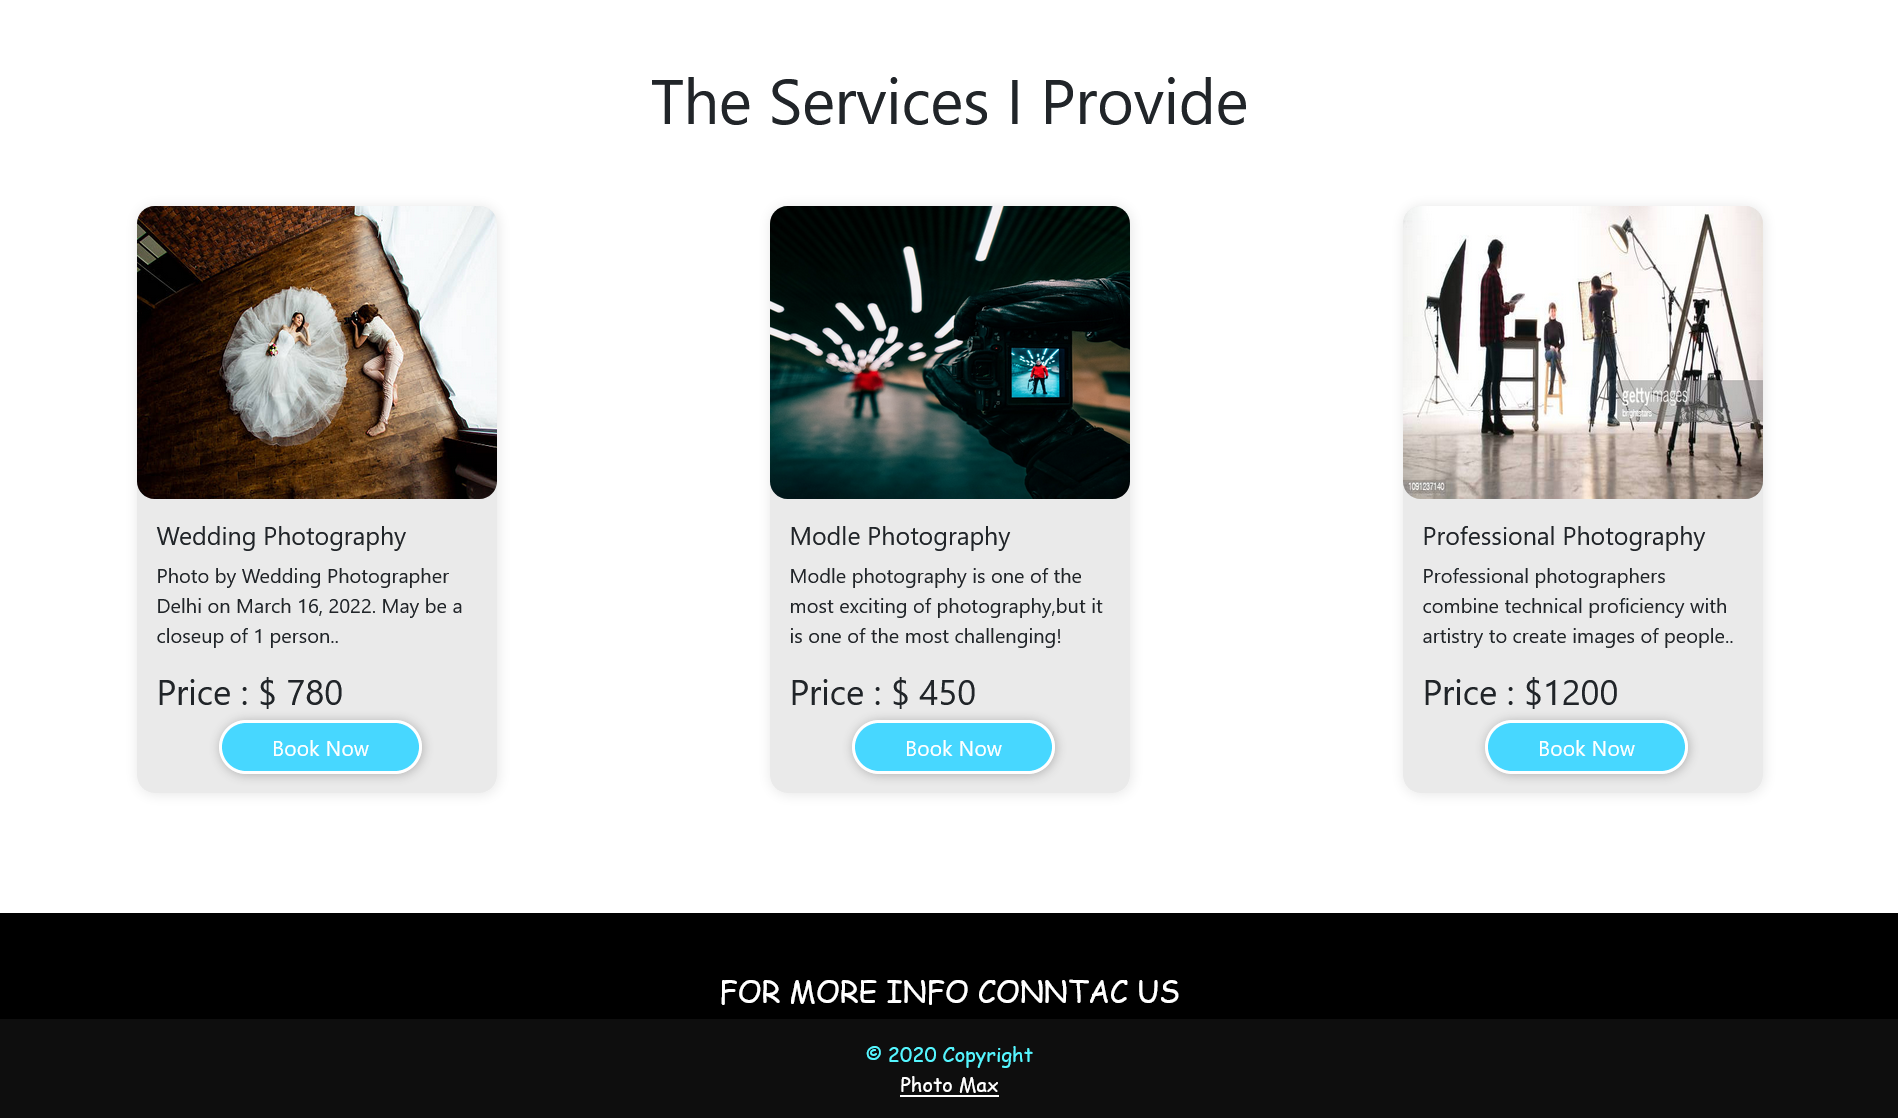 The Services I Provide
gettyimages
brightstars
1091237140
Wedding Photography
Photo by Wedding Photographer
Delhi on March 16, 2022. May be a
closeup of 1 person..
Price : $ 780
Book Now
Modle Photography
Modle photography is one of the
most exciting of photography,but it
is one of the most challenging!
Price : $ 450
Book Now
Professional Photography
Professional photographers
combine technical proficiency with
artistry to create images of people..
Price : $1200
Book Now
FOR MORE INFO CONNTAC US
© 2020 Copyright
Photo Max